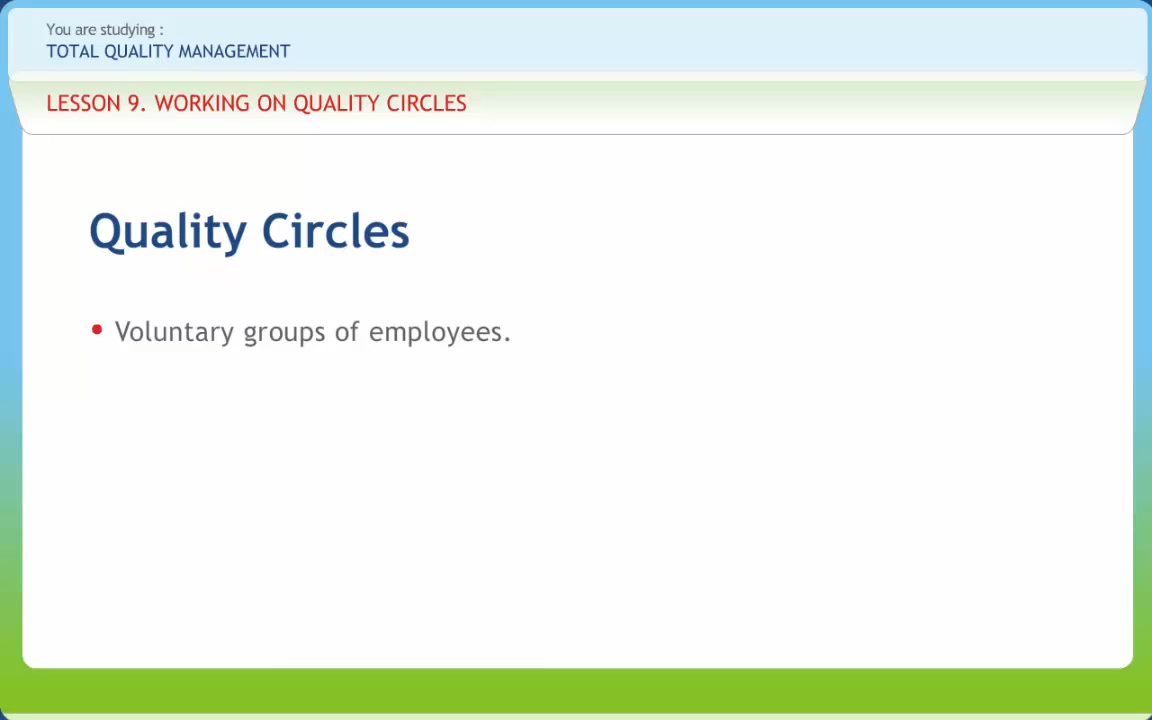 You are studying :
TOTAL QUALITY MANAGEMENT
LESSON 9. WORKING ON QUALITY CIRCLES
Quality Circles
• Voluntary groups of employees.